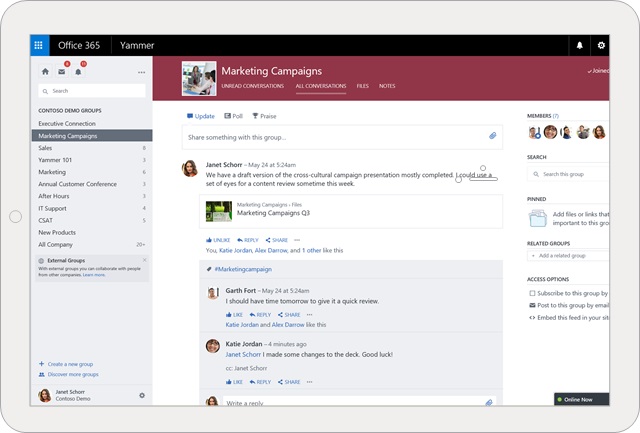 Office 365 Yammer
Search
CONTOSO DEMO GROUPS
Executive Connection
Marketing Campaigns
Sales 8
Yammer 101 3
Marketing 6
Annual Customer Conference 3
After Hours 3
IT Support 4
CSAT 5
New Products
All Company 20+
External Groups
With external groups you can collaborate with people
from other companies. Learn more.
+ Create a new group
Discover more groups
Janet Schorr
Contoso Demo
Marketing Campaigns
UNREAD CONVERSATIONS ALL CONVERSATIONS FILES NOTES
Joined
Update Poll Praise
Share something with this group...
Janet Schorr – May 24 at 5:24am
We have a draft version of the cross-cultural campaign presentation mostly completed. I could use a
set of eyes for a content review sometime this week.
Marketing Campaigns › Files
Marketing Campaigns Q3
UNLIKE REPLY SHARE ...
You, Katie Jordan, Alex Darrow, and 1 other like this
#Marketingcampaign
Garth Fort – May 24 at 5:24am
I should have time tomorrow to give it a quick review.
LIKE REPLY SHARE ...
Katie Jordan and Alex Darrow like this
Katie Jordan – 4 minutes ago
Janet Schorr I made some changes to the deck. Good luck!
cc: Janet Schorr
LIKE REPLY SHARE ...
Write a reply
MEMBERS (7)
SEARCH
Search this group
PINNED
Add files or links that
important to this grou
RELATED GROUPS
+ Add a related group
ACCESS OPTIONS
Subscribe to this group by
Post to this group by email
Embed this feed in your site
Online Now